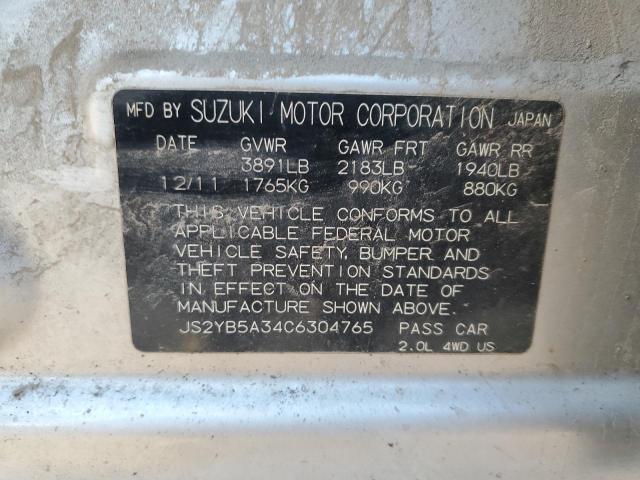 MFD BY SUZUKI MOTOR CORPORATION JAPAN
DATE GVWR GAWR FRT GAWR RR
3891LB 2183LB 1940LB
12/11 1765KG 990KG 880KG
THIS VEHICLE CONFORMS TO ALL
APPLICABLE FEDERAL MOTOR
VEHICLE SAFETY, BUMPER AND
THEFT PREVENTION STANDARDS
IN EFFECT ON THE DATE OF
MANUFACTURE SHOWN ABOVE.
JS2YB5A34C6304765 PASS CAR
2.0L 4WD US